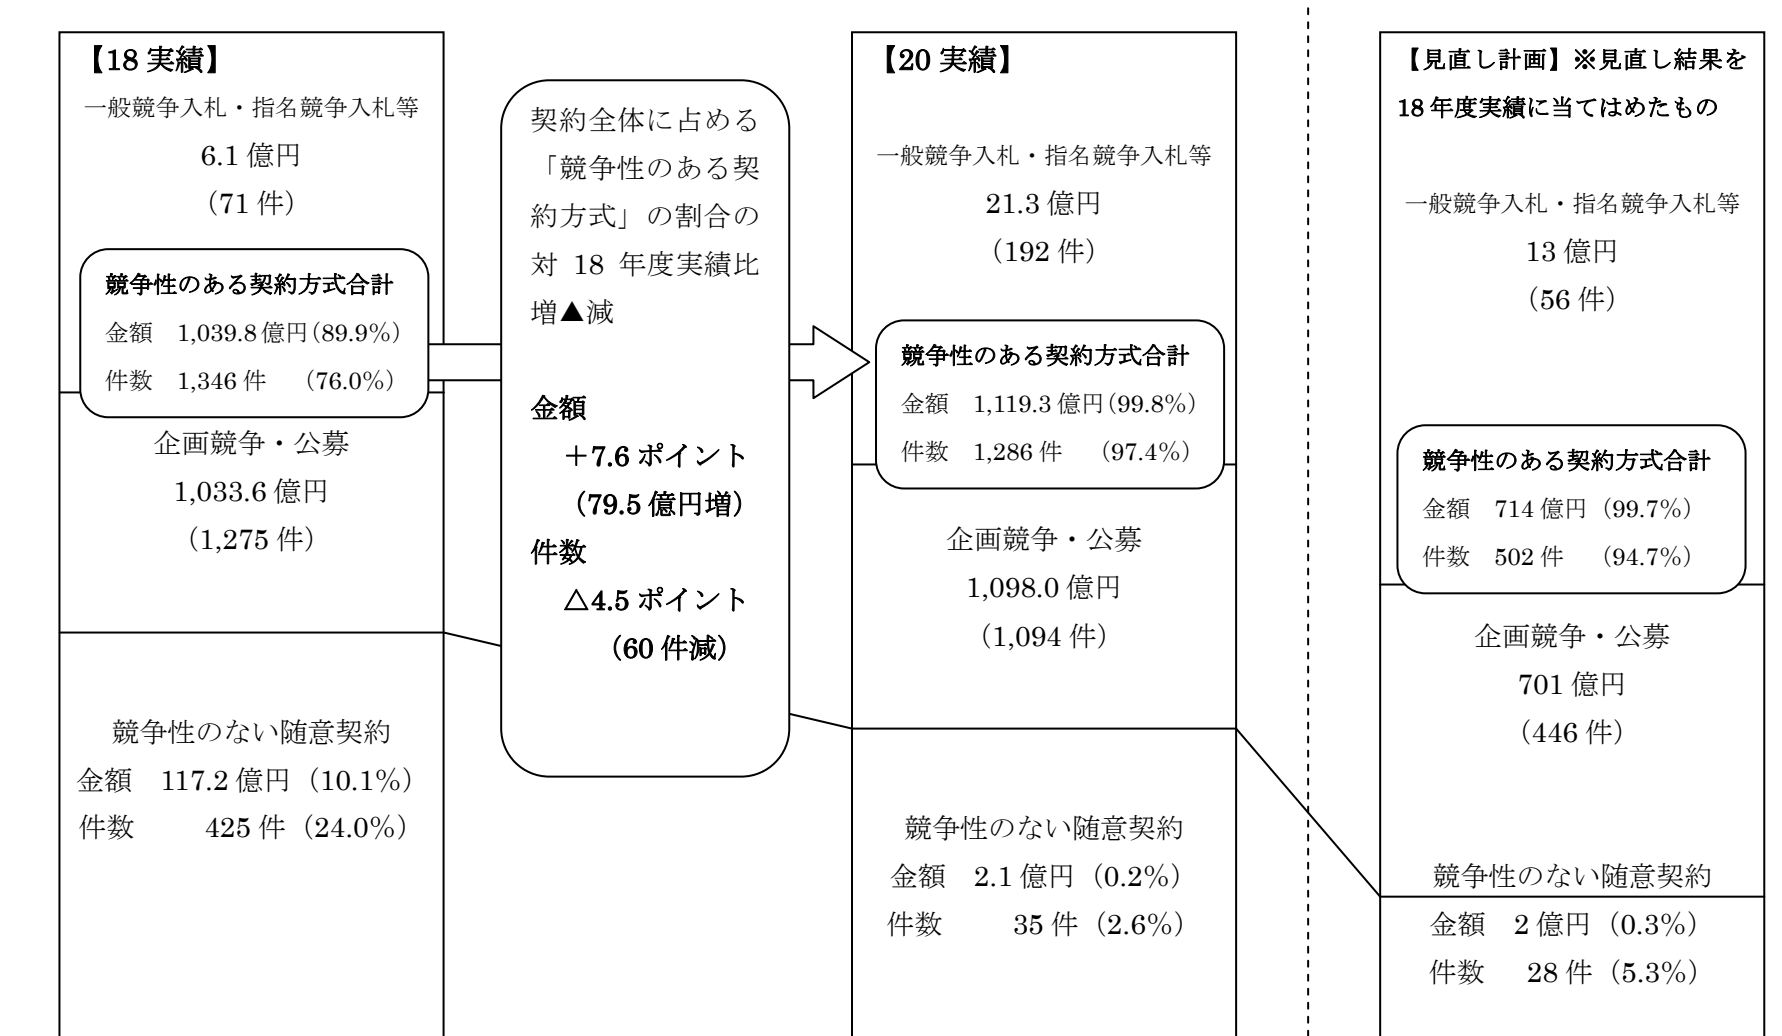 【18 実績】
一般競争入札・指名競争入札等
6.1 億円
(71 件)
競争性のある契約方式合計
金額　1,039.8 億円(89.9%)
件数　1,346 件　(76.0%)
企画競争・公募
1,033.6 億円
(1,275 件)
競争性のない随意契約
金額　117.2 億円 (10.1%)
件数　425 件 (24.0%)
契約全体に占める
「競争性のある契
約方式」の割合の
対 18 年度実績比
増▲減
金額
＋7.6 ポイント
(79.5 億円増)
件数
△4.5 ポイント
(60 件減)
【20 実績】
一般競争入札・指名競争入札等
21.3 億円
(192 件)
競争性のある契約方式合計
金額　1,119.3 億円(99.8%)
件数　1,286 件　(97.4%)
企画競争・公募
1,098.0 億円
(1,094 件)
競争性のない随意契約
金額　2.1 億円 (0.2%)
件数　35 件 (2.6%)
【見直し計画】※見直し結果を
18 年度実績に当てはめたもの
一般競争入札・指名競争入札等
13 億円
(56 件)
競争性のある契約方式合計
金額　714 億円 (99.7%)
件数　502 件　(94.7%)
企画競争・公募
701 億円
(446 件)
競争性のない随意契約
金額　2 億円 (0.3%)
件数　28 件 (5.3%)